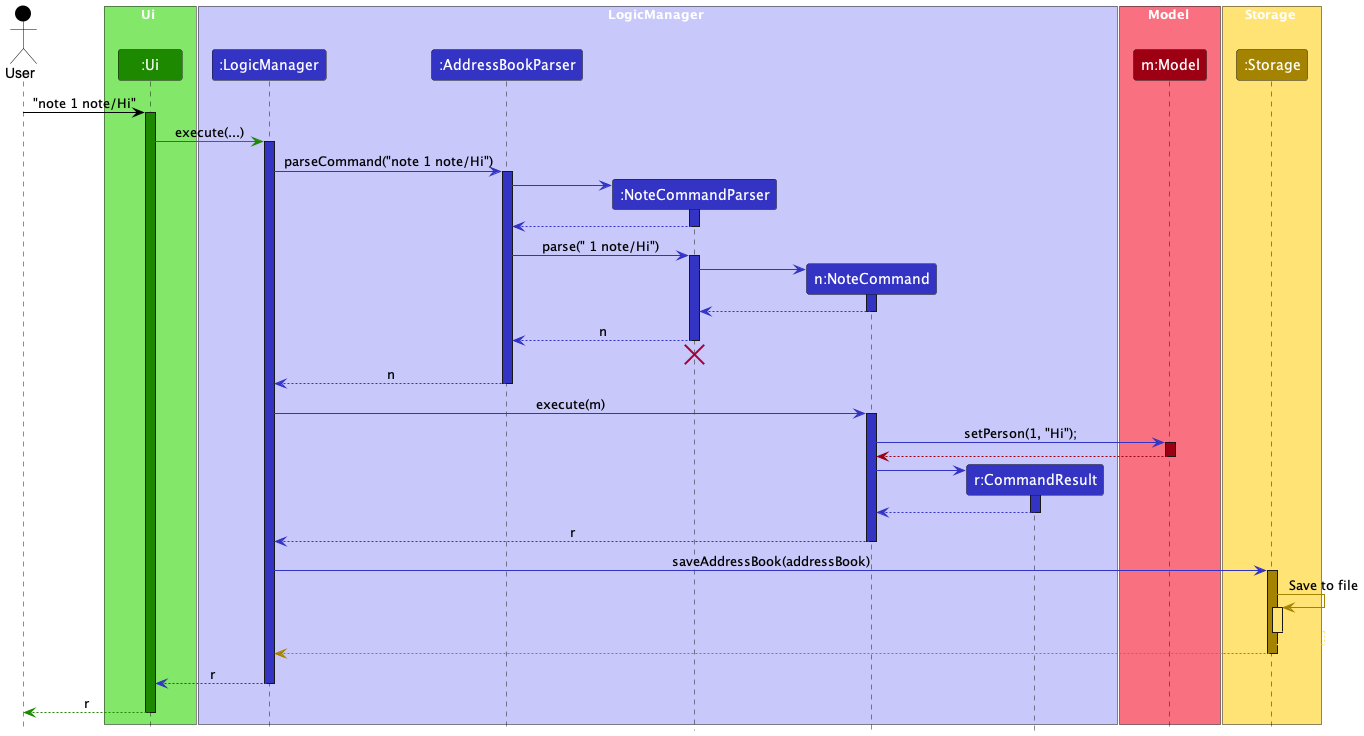 Ui
LogicManager
Model
Storage
User
:Ui
:LogicManager
:AddressBookParser
m:Model
:Storage
"note 1 note/Hi"
execute(...)
parseCommand("note 1 note/Hi")
:NoteCommandParser
parse(" 1 note/Hi")
n:NoteCommand
n
n
execute(m)
setPerson(1, "Hi");
r:CommandResult
r
saveAddressBook(addressBook)
Save to file
r
r